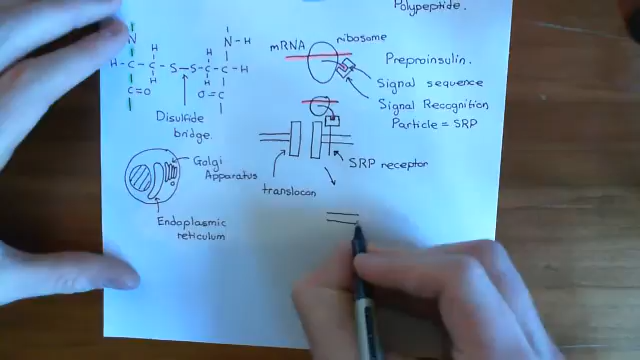 Polypeptide.
N
H
N - H
H - C - C - S - S - C - C - H
H
C = O
H
O = C
Disulfide
bridge.
mRNA
ribosome
Preproinsulin.
Signal sequence
Signal Recognition
Particle = SRP
SRP receptor
translocon
Golgi
Apparatus
Endoplasmic
reticulum